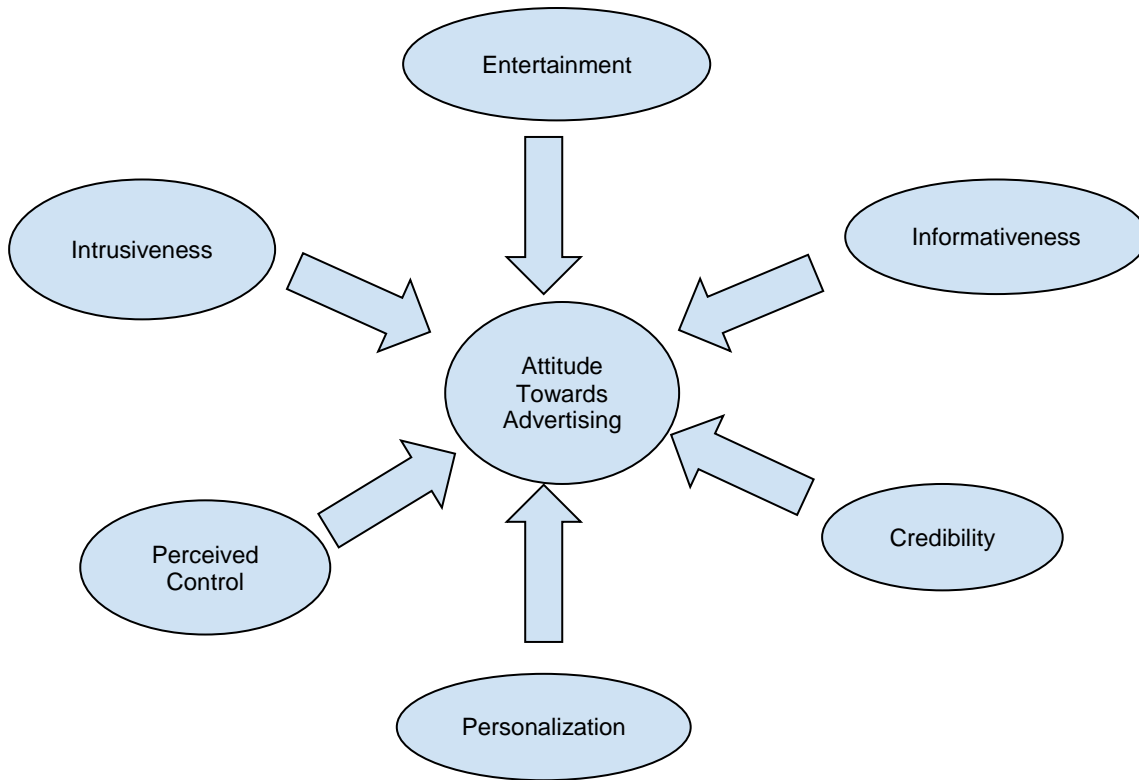 Entertainment
Intrusiveness
Informativeness
Attitude
Towards
Advertising
Perceived
Control
Credibility
Personalization